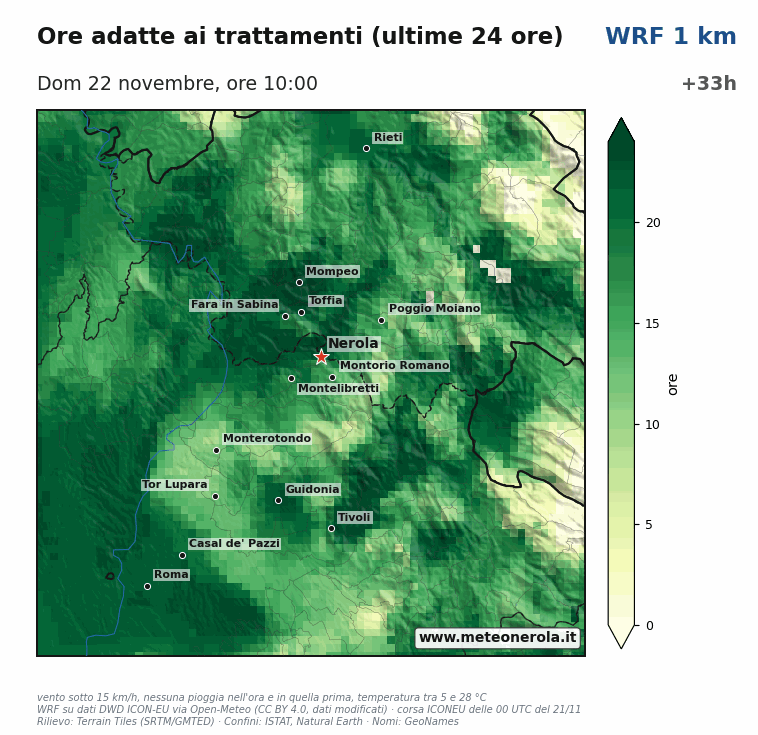 Ore adatte ai trattamenti (ultime 24 ore)
WRF 1 km
Dom 22 novembre, ore 10:00
+33h
Rieti
Mompeo
Toffia
Fara in Sabina
Poggio Moiano
Nerola
Montorio Romano
Montelibretti
Monterotondo
Tor Lupara
Guidonia
Tivoli
Casal de' Pazzi
Roma
www.meteonerola.it
20
15
10
5
0
ore
vento sotto 15 km/h, nessuna pioggia nell'ora e in quella prima, temperatura tra 5 e 28 °C
WRF su dati DWD ICON-EU via Open-Meteo (CC BY 4.0, dati modificati) · corsa ICONEU delle 00 UTC del 21/11
Rilievo: Terrain Tiles (SRTM/GMTED) · Confini: ISTAT, Natural Earth · Nomi: GeoNames